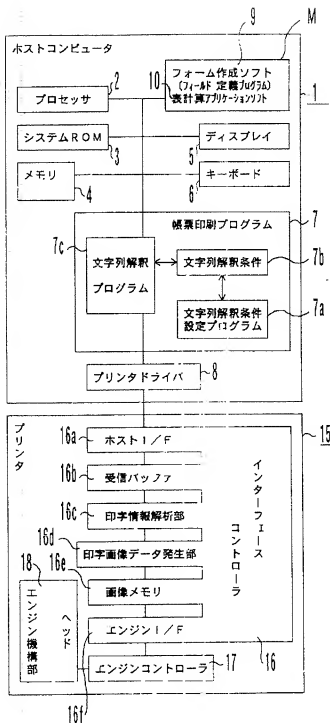 9
M
ホストコンピュータ
2
プロセッサ
10
フォーム作成ソフト
(フィールド 定義プログラム)
表計算アプリケーションソフト
1
システムROM
3
ディスプレイ
5
メモリ
4
キーボード
6
帳票印刷プログラム
7
7c
文字列解釈
プログラム
文字列解釈条件
7b
文字列解釈条件
設定プログラム
7a
プリンタドライバ
8
プリンタ
15
16a
ホストI/F
16b
受信バッファ
16c
印字情報解析部
16d
印字画像データ発生部
16e
画像メモリ
エンジンI/F
16f
インターフェース
コントローラ
16
18
ヘッド
エンジン機構部
エンジンコントローラ
17